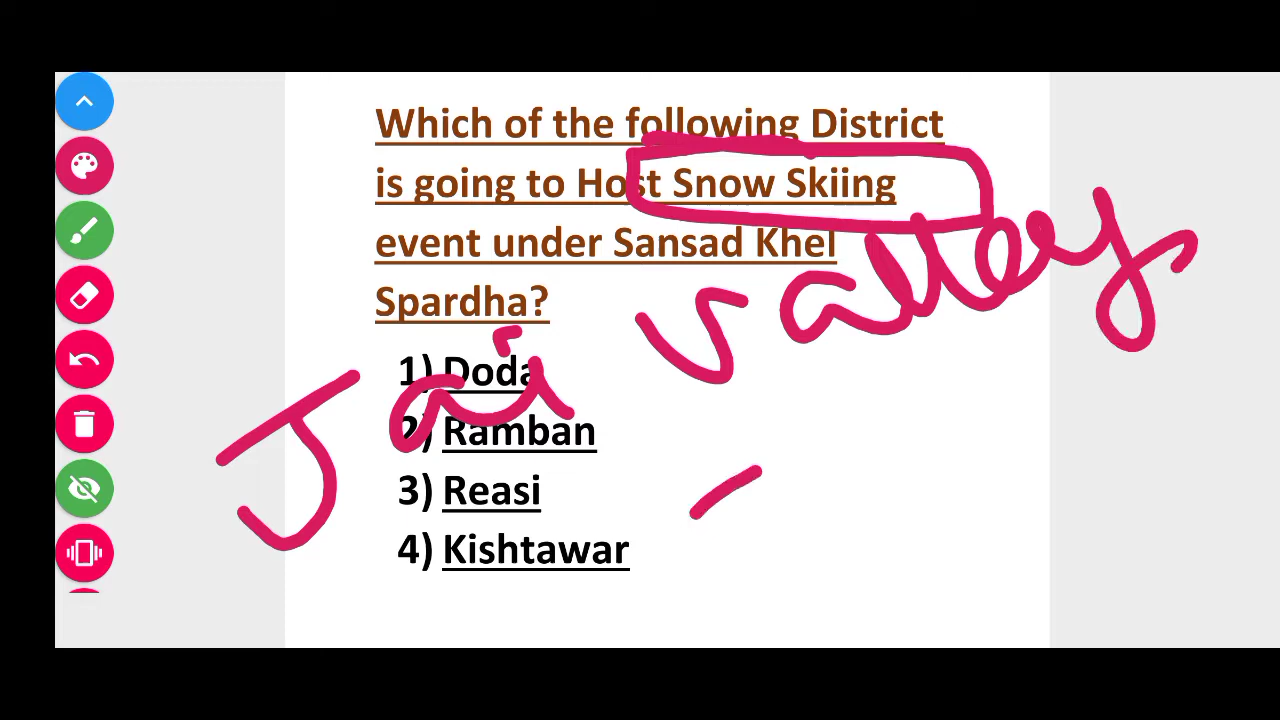 Which of the following District
is going to Host Snow Skiing
event under Sansad Khel
Spardha?
Jai Valley
1) Doda
2) Ramban
3) Reasi
4) Kishtawar